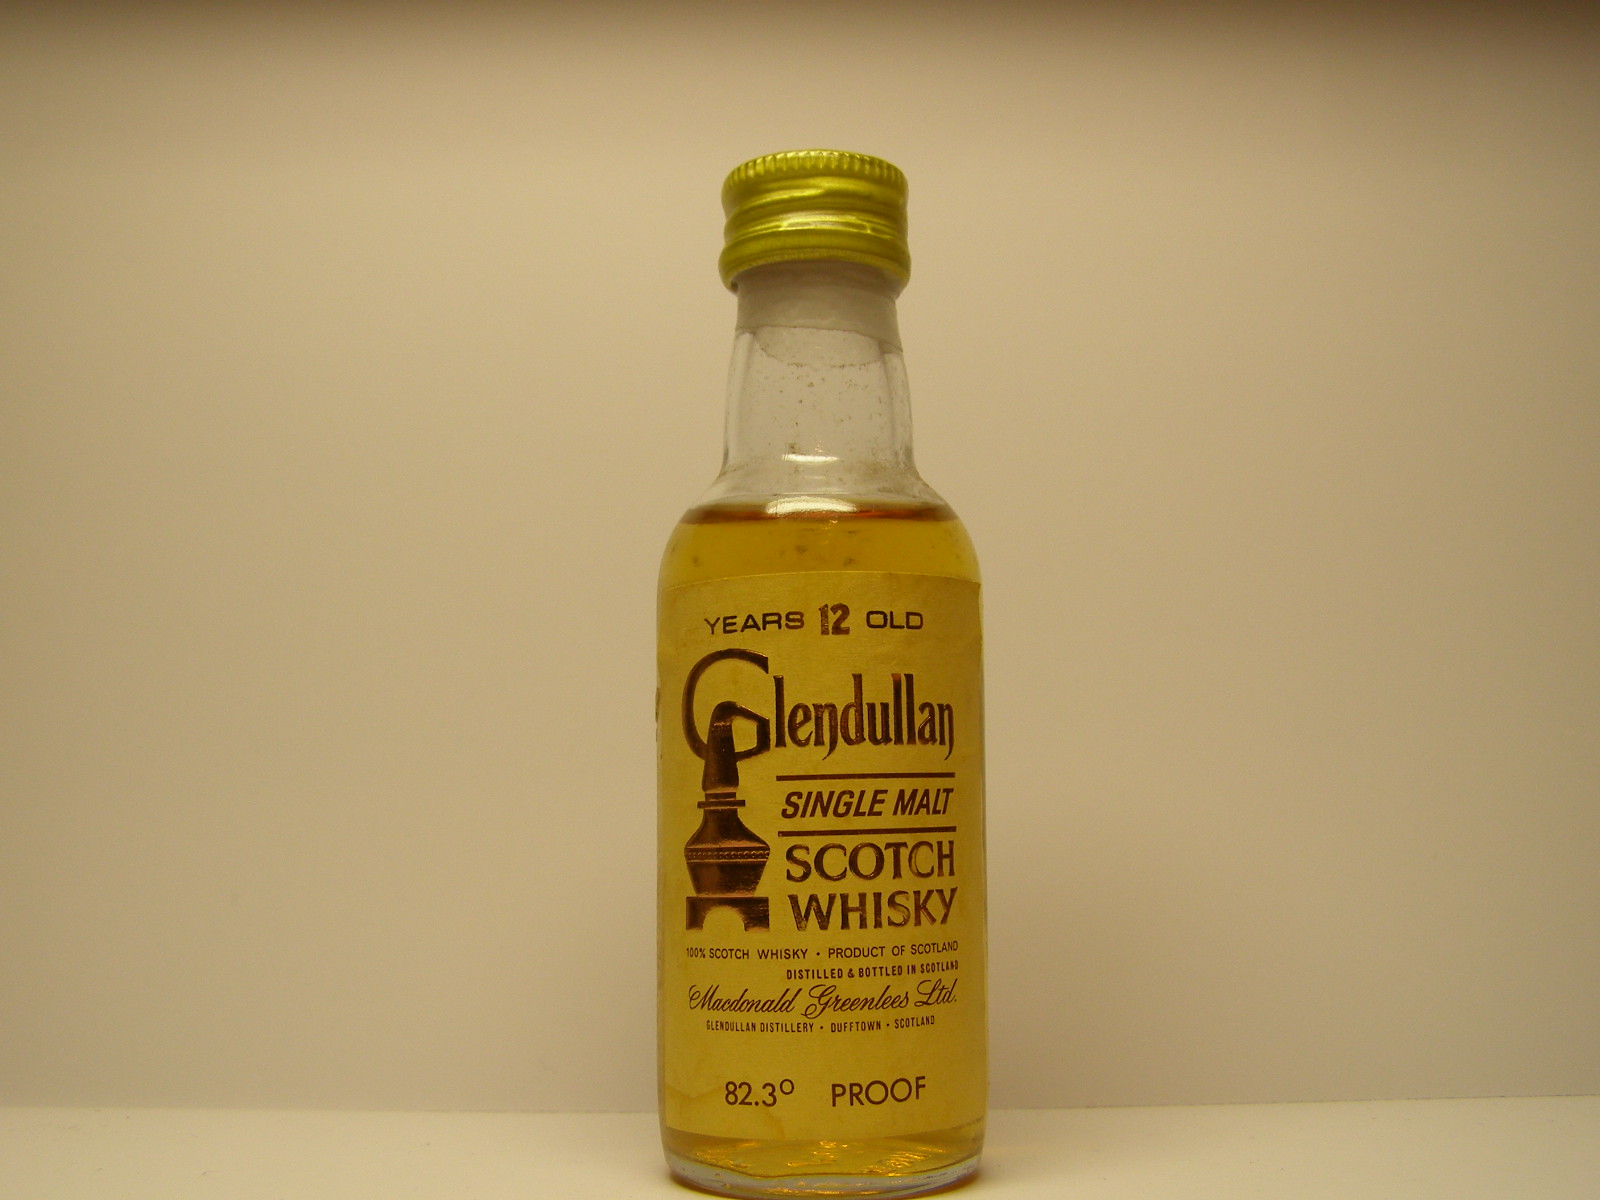 YEARS 12 OLD
Glendullan
SINGLE MALT
SCOTCH
WHISKY
100% SCOTCH WHISKY • PRODUCT OF SCOTLAND
DISTILLED & BOTTLED IN SCOTLAND
Macdonald Greenlees Ltd.
GLENDULLAN DISTILLERY • DUFFTOWN • SCOTLAND
82.3º PROOF